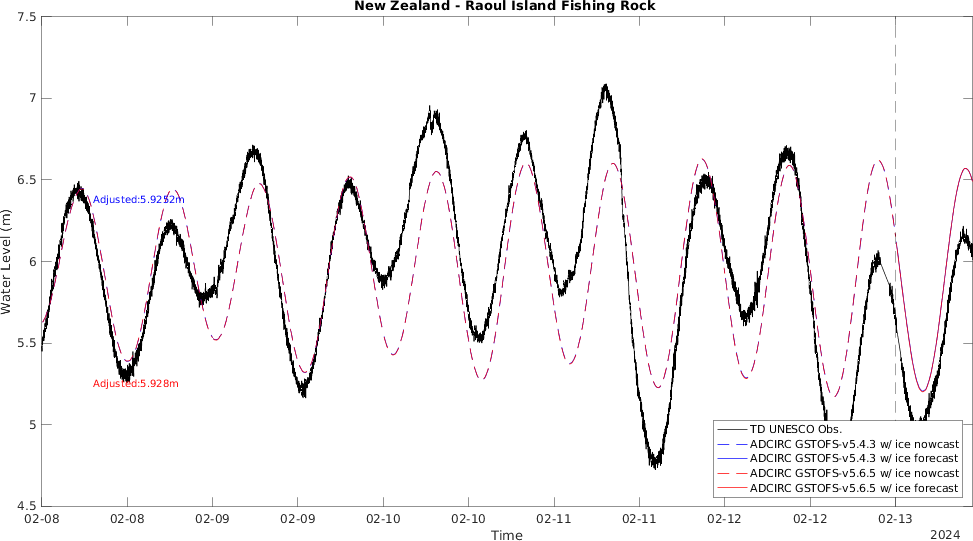 New Zealand - Raoul Island Fishing Rock
7.5
7
6.5
6
5.5
5
4.5
Water Level (m)
Adjusted:5.9252m
Adjusted:5.928m
TD UNESCO Obs.
ADCIRC GSTOFS-v5.4.3 w/ ice nowcast
ADCIRC GSTOFS-v5.4.3 w/ ice forecast
ADCIRC GSTOFS-v5.6.5 w/ ice nowcast
ADCIRC GSTOFS-v5.6.5 w/ ice forecast
02-08 02-08 02-09 02-09 02-10 02-10 02-11 02-11 02-12 02-12 02-13
Time
2024